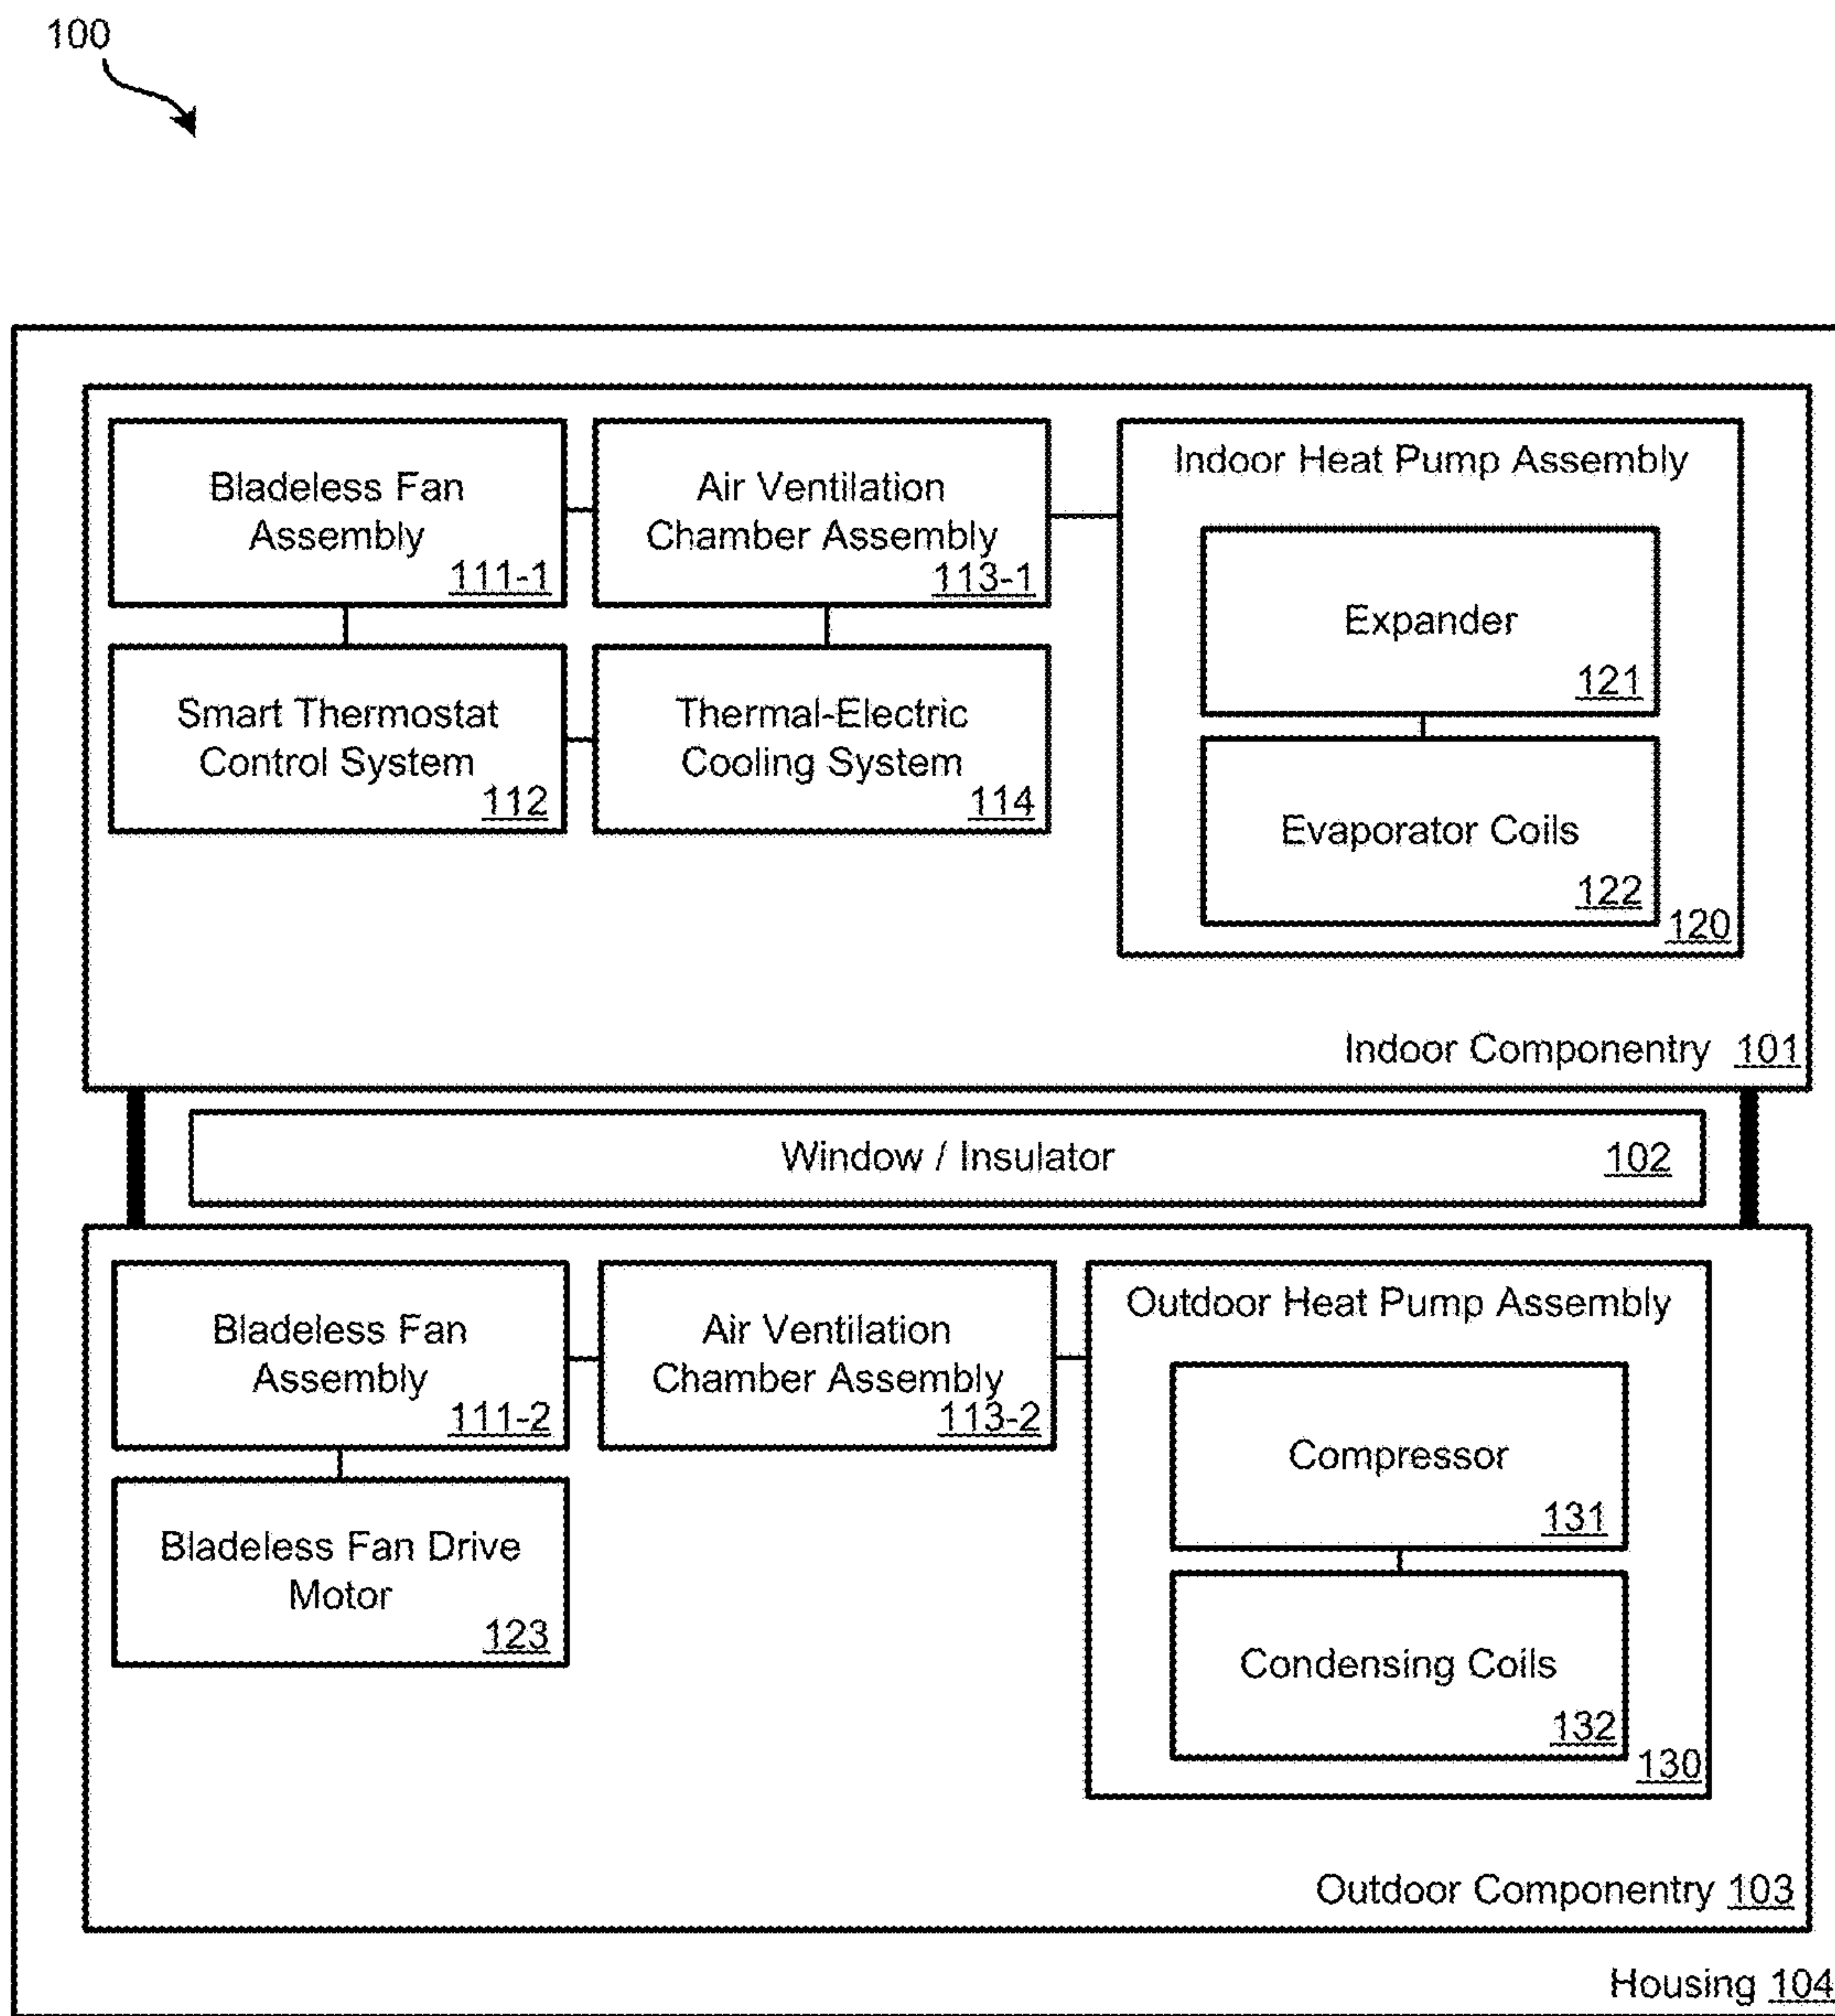 100
Bladeless Fan
Assembly
111-1
Air Ventilation
Chamber Assembly
113-1
Indoor Heat Pump Assembly
Expander
121
Smart Thermostat
Control System
112
Thermal-Electric
Cooling System
114
Evaporator Coils
122
120
Indoor Componentry 101
Window / Insulator 102
Bladeless Fan
Assembly
111-2
Air Ventilation
Chamber Assembly
113-2
Outdoor Heat Pump Assembly
Compressor
131
Bladeless Fan Drive
Motor
123
Condensing Coils
132
130
Outdoor Componentry 103
Housing 104